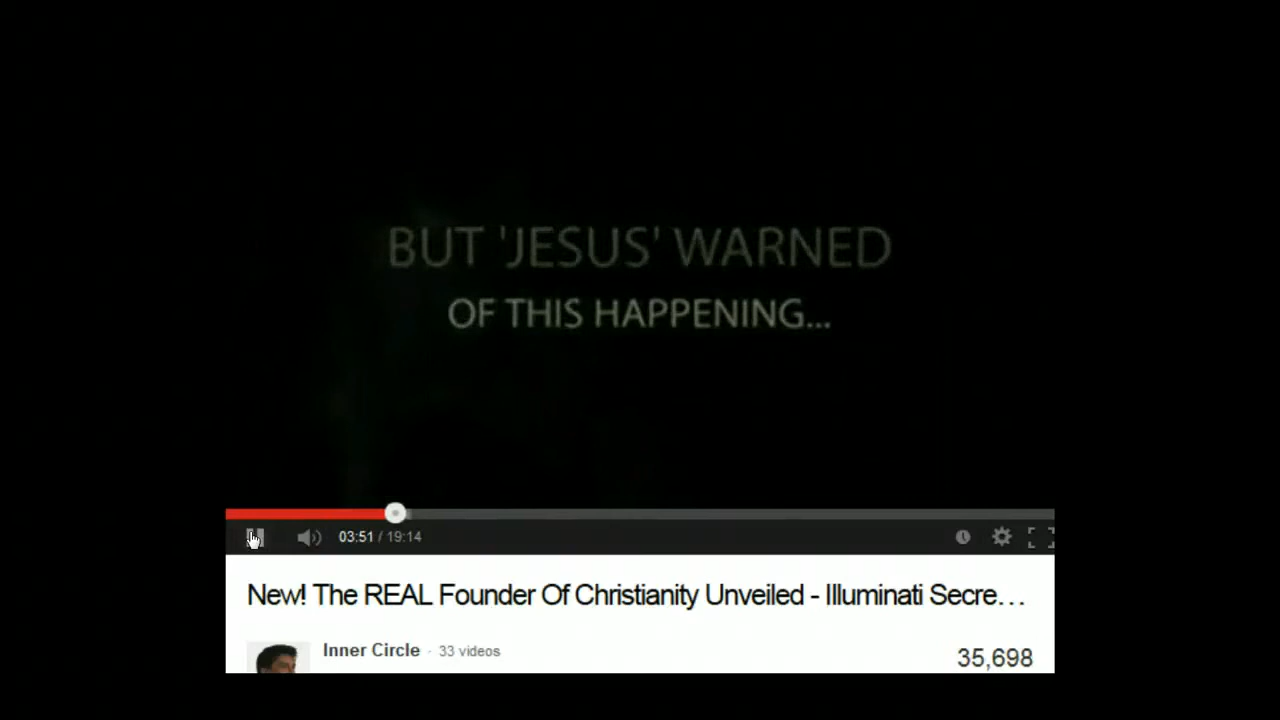 BUT 'JESUS' WARNED
OF THIS HAPPENING...
03:51 / 19:14
New! The REAL Founder Of Christianity Unveiled - Illuminati Secre...
Inner Circle · 33 videos
35,698